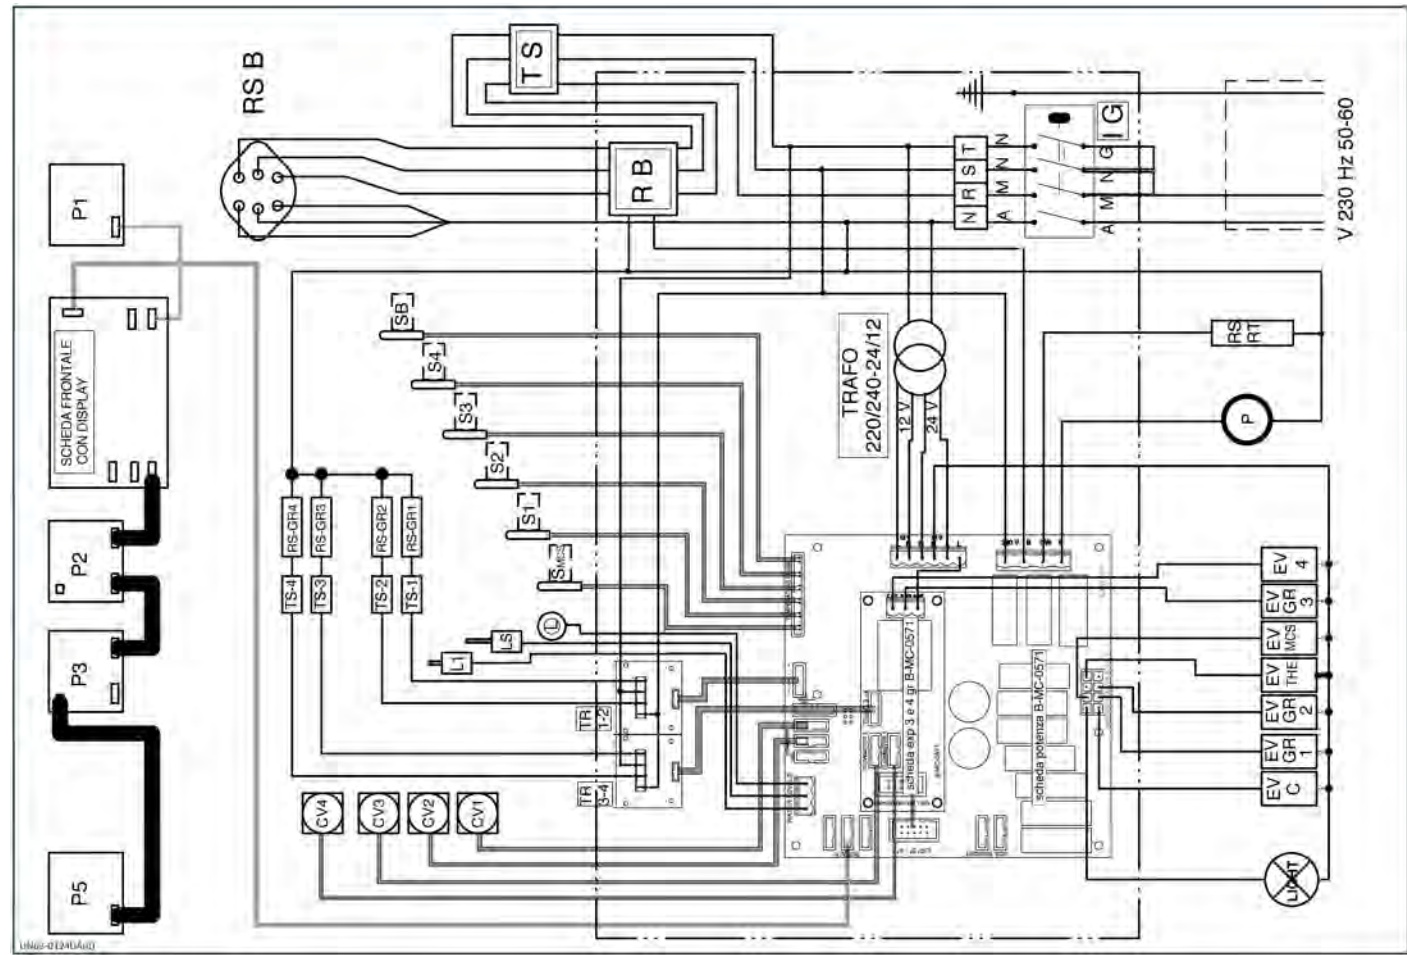 RS B
TS
RB
IG
T
S
R
N
N
N
M
A
G
N
M
A
V 230 Hz 50-60
P1
SCHEDA FRONTALE
CON DISPLAY
P2
P3
P5
SB
S4
S3
S2
S1
SMCS
LS
L1
L
TRAFO
220/240-24/12
12 V
24 V
RS
RT
P
RS-GR4
RS-GR3
RS-GR2
RS-GR1
TS-4
TS-3
TS-2
TS-1
TR
1-2
TR
3-4
CV4
CV3
CV2
CV1
scheda exp 3 e 4 gr B-MC-0571
scheda potenza B-MC-0571
EV
4
EV
GR
3
EV
MCS
EV
THE
EV
GR
2
EV
GR
1
EV
C
LIGHT